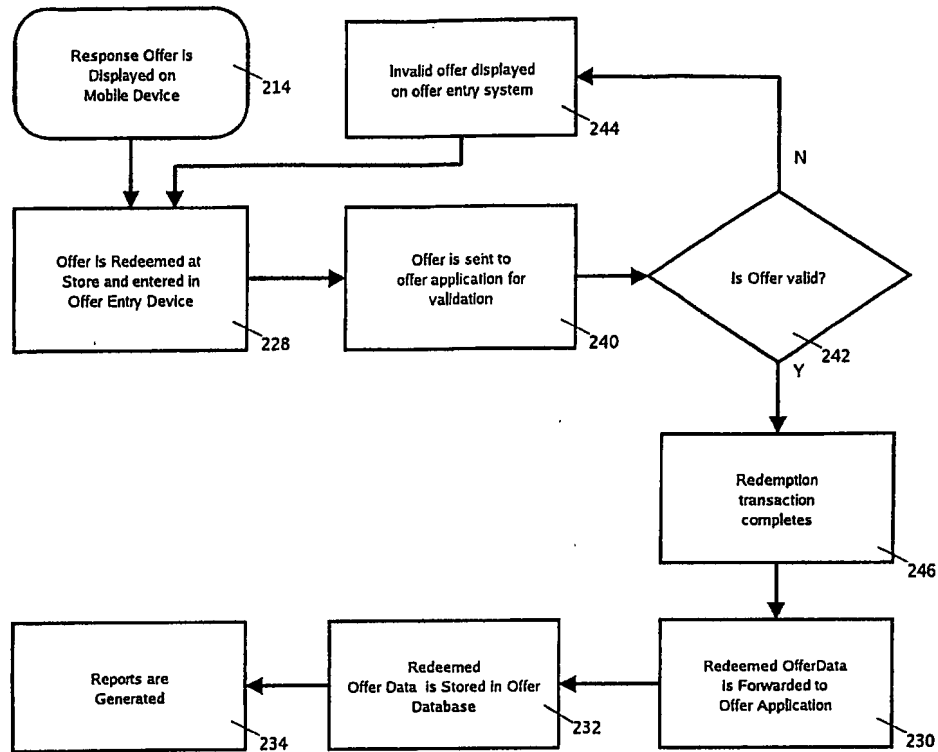 Response Offer is
Displayed on
Mobile Device
214
Invalid offer displayed
on offer entry system
244
N
Offer is Redeemed at
Store and entered in
Offer Entry Device
228
Offer is sent to
offer application for
validation
240
Is Offer valid?
242
Y
Redemption
transaction
completes
246
Reports are
Generated
234
Redeemed
Offer Data is Stored in Offer
Database
232
Redeemed OfferData
is Forwarded to
Offer Application
230